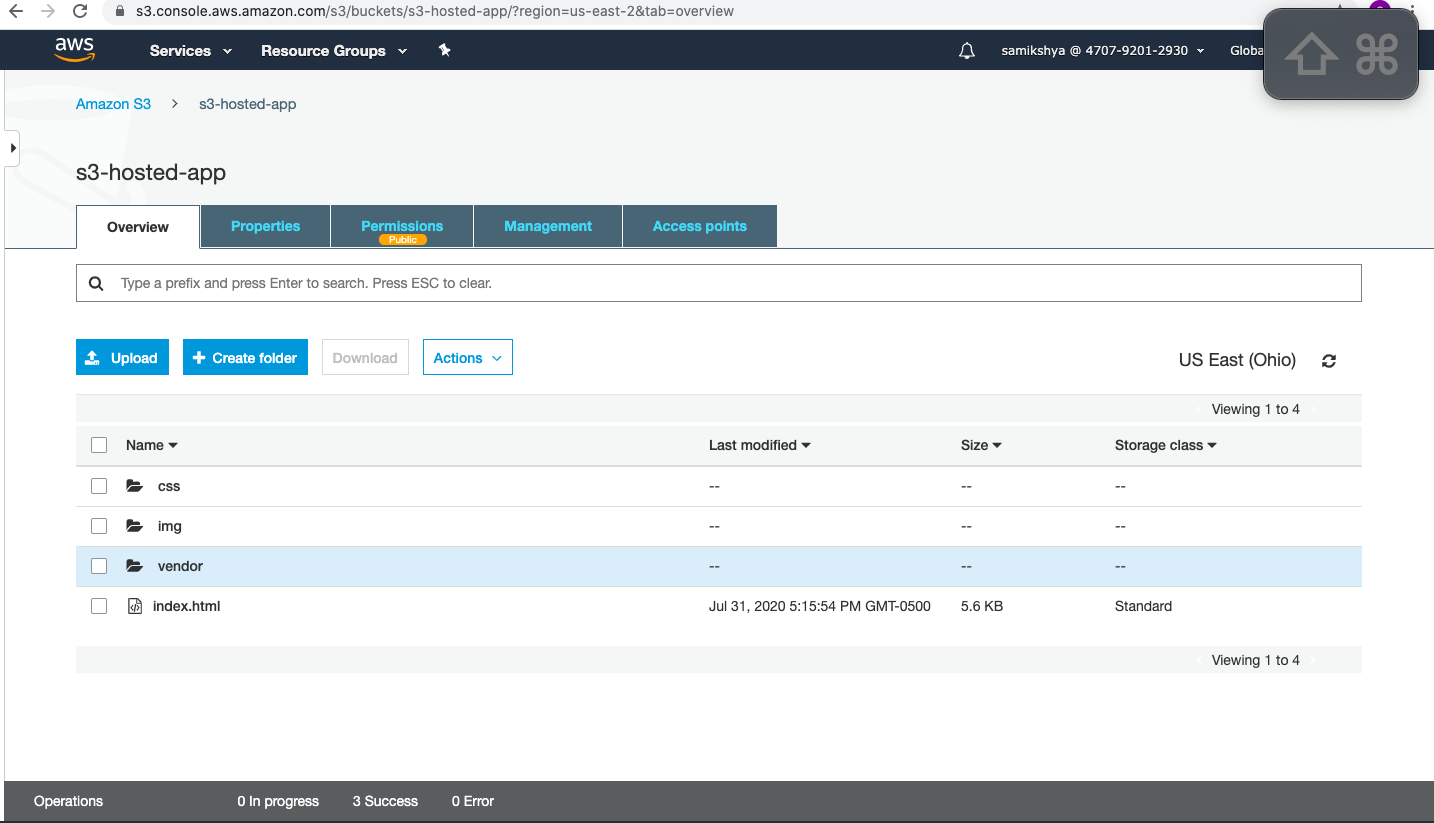 s3.console.aws.amazon.com/s3/buckets/s3-hosted-app/?region=us-east-2&tab=overview
aws Services Resource Groups samikshya @ 4707-9201-2930 Globa
Amazon S3 > s3-hosted-app
s3-hosted-app
Overview Properties Permissions Management Access points
Public
Type a prefix and press Enter to search. Press ESC to clear.
Upload + Create folder Download Actions US East (Ohio)
Viewing 1 to 4
Name Last modified Size Storage class
css -- -- --
img -- -- --
vendor -- -- --
index.html Jul 31, 2020 5:15:54 PM GMT-0500 5.6 KB Standard
Viewing 1 to 4
Operations 0 In progress 3 Success 0 Error